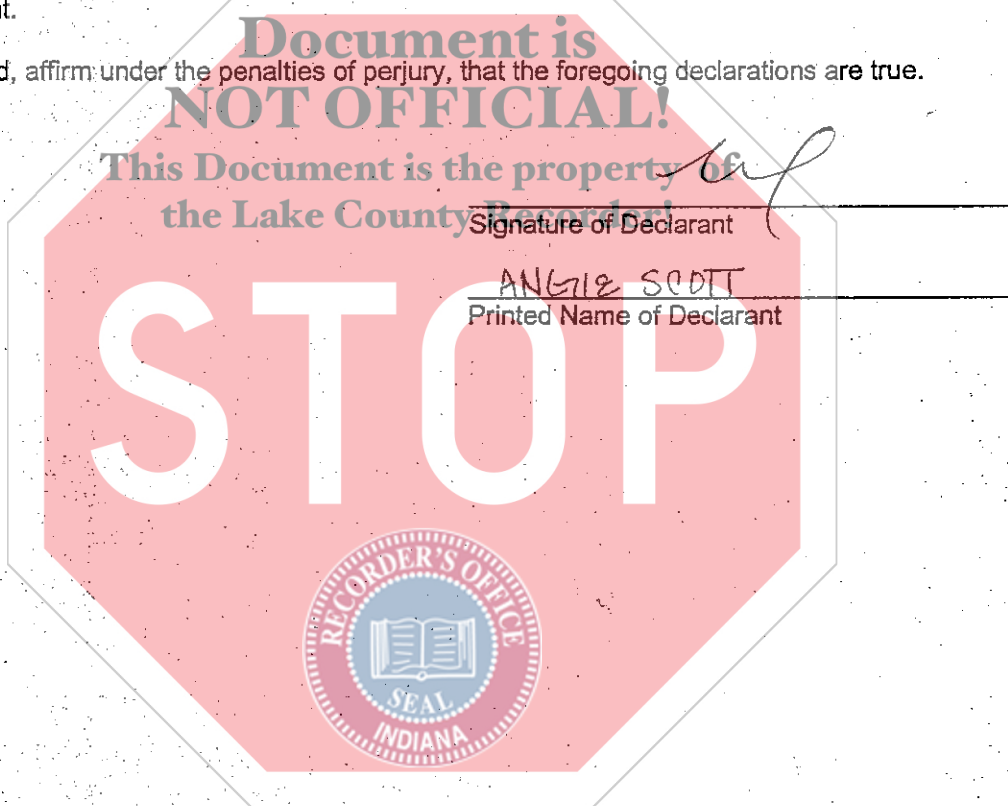 t.
Document is
d, affirm under the penalties of perjury, that the foregoing declarations are true.
NOT OFFICIAL!
This Document is the property of
the Lake County Recorder!
Signature of Declarant
ANGIE SCOTT
Printed Name of Declarant
STOP
RECORDER'S OFFICE
SEAL
INDIANA